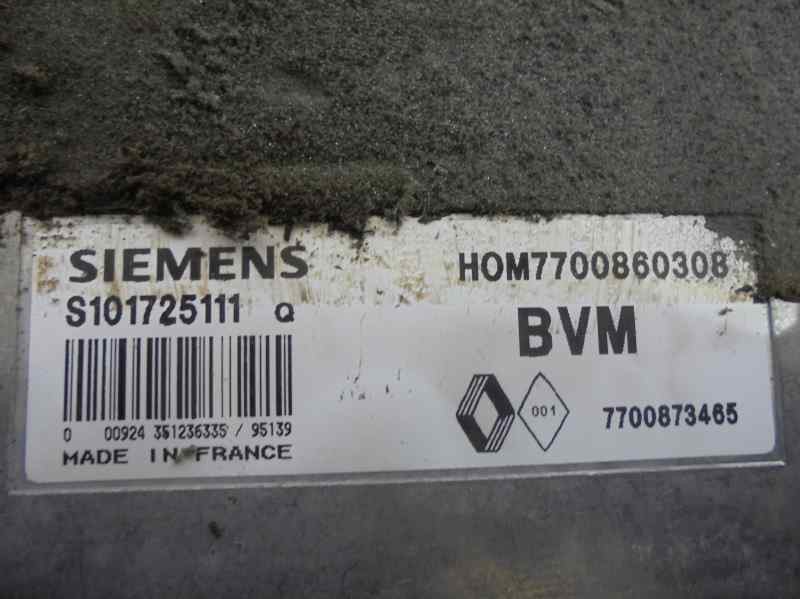 SIEMENS
HOM7700860308
S101725111 Q
BVM
001
7700873465
0 00924 351236335 / 95139
MADE IN FRANCE